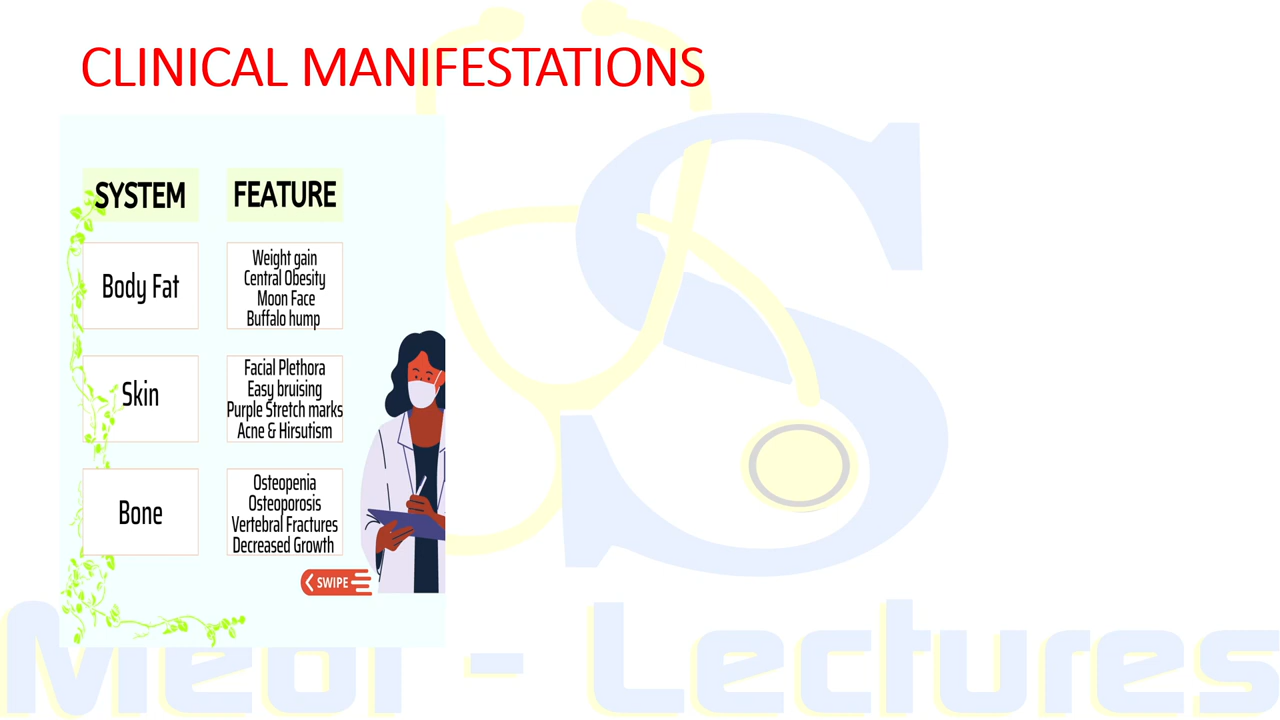 CLINICAL MANIFESTATIONS
SYSTEM
FEATURE
Body Fat
Weight gain
Central Obesity
Moon Face
Buffalo hump
Skin
Facial Plethora
Easy bruising
Purple Stretch marks
Acne & Hirsutism
Bone
Osteopenia
Osteoporosis
Vertebral Fractures
Decreased Growth
SWIPE
S
Medi - Lectures